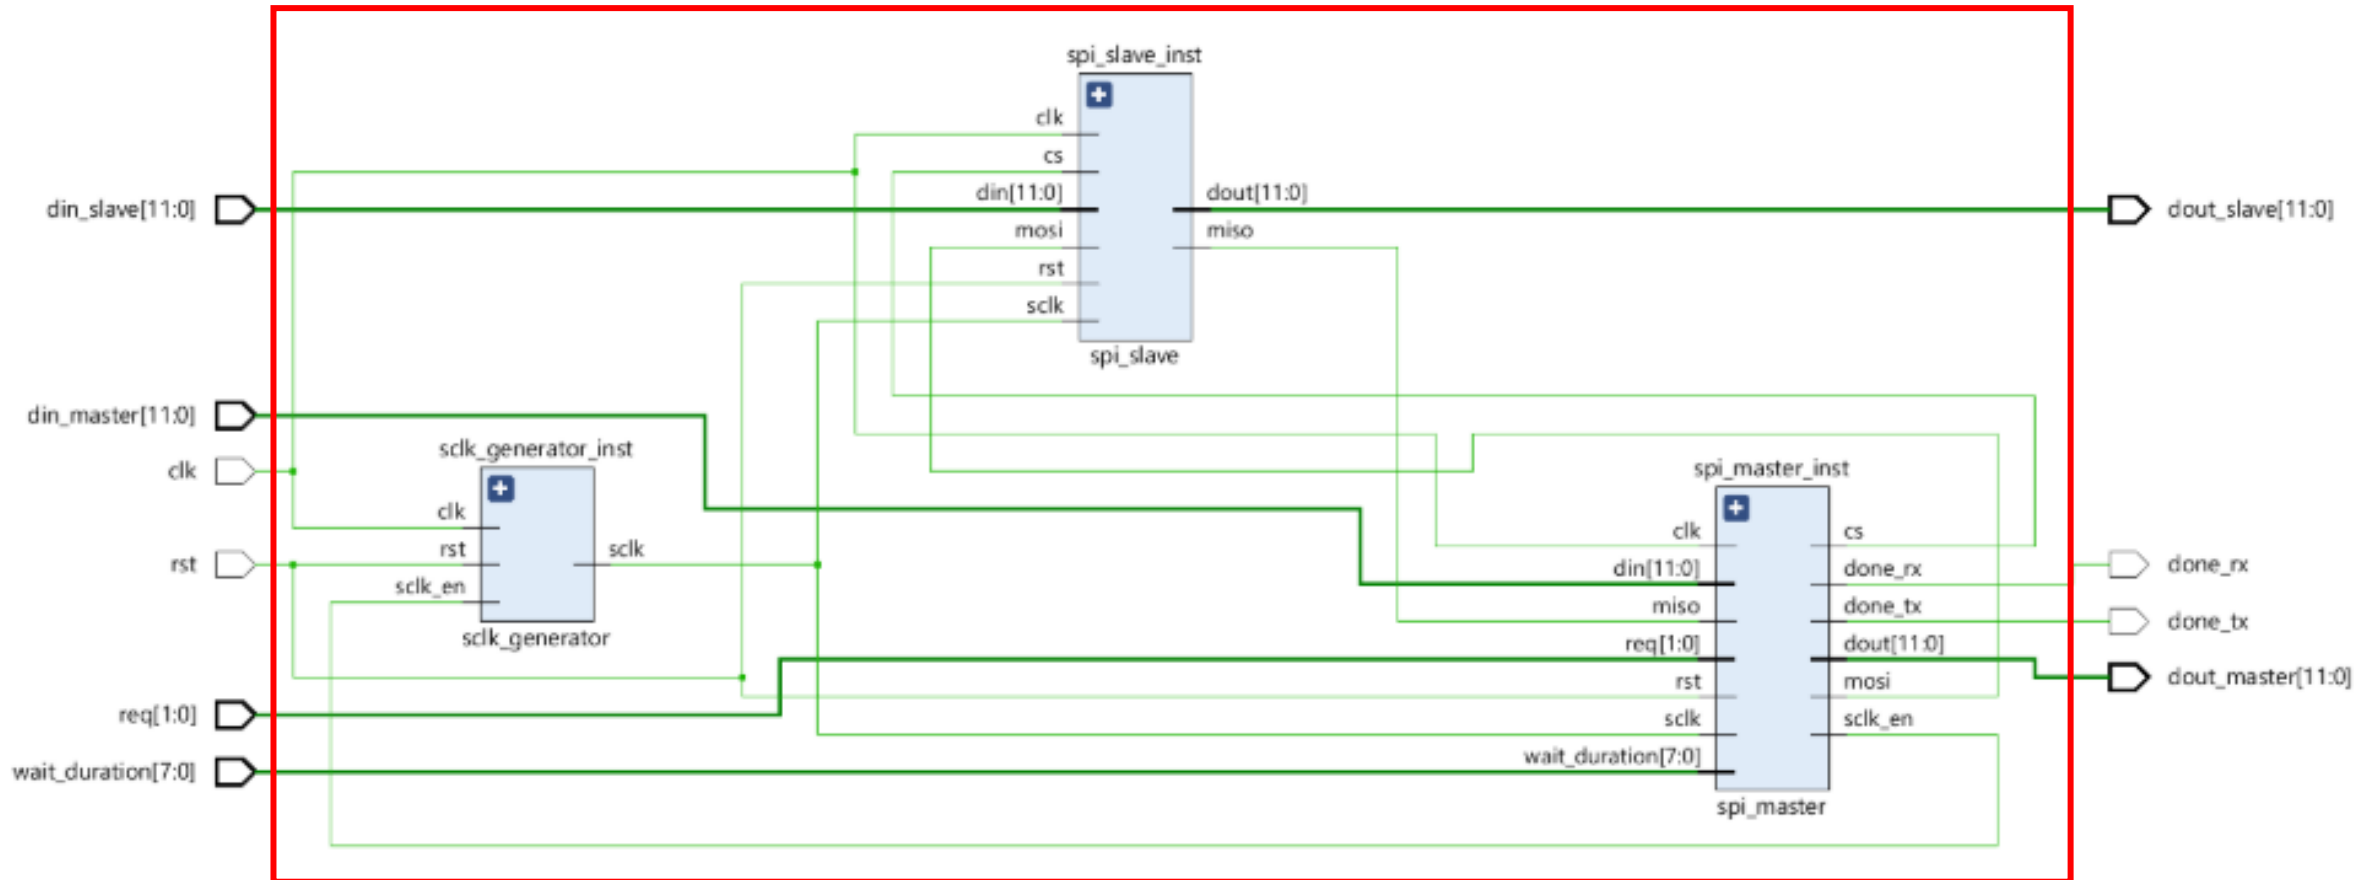 spi_slave_inst
clk
cs
din[11:0]
mosi
rst
sclk
dout[11:0]
miso
spi_slave
din_slave[11:0]
dout_slave[11:0]
din_master[11:0]
clk
rst
req[1:0]
wait_duration[7:0]
sclk_generator_inst
clk
rst
sclk_en
sclk
sclk_generator
spi_master_inst
clk
din[11:0]
miso
req[1:0]
rst
sclk
wait_duration[7:0]
cs
done_rx
done_tx
dout[11:0]
mosi
sclk_en
spi_master
done_rx
done_tx
dout_master[11:0]